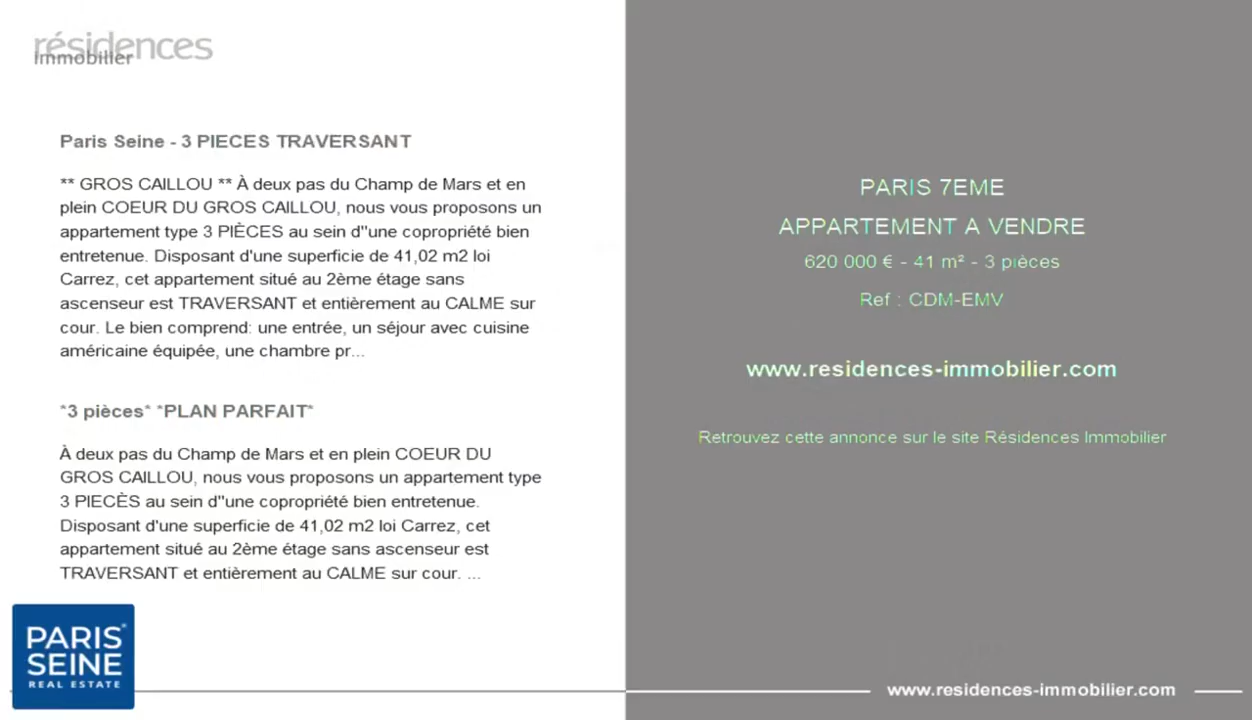 résidences
immobilier
Paris Seine - 3 PIECES TRAVERSANT
** GROS CAILLOU ** À deux pas du Champ de Mars et en
plein COEUR DU GROS CAILLOU, nous vous proposons un
appartement type 3 PIÈCES au sein d''une copropriété bien
entretenue. Disposant d'une superficie de 41,02 m2 loi
Carrez, cet appartement situé au 2ème étage sans
ascenseur est TRAVERSANT et entièrement au CALME sur
cour. Le bien comprend: une entrée, un séjour avec cuisine
américaine équipée, une chambre pr...
*3 pièces* *PLAN PARFAIT*
À deux pas du Champ de Mars et en plein COEUR DU
GROS CAILLOU, nous vous proposons un appartement type
3 PIECÈS au sein d''une copropriété bien entretenue.
Disposant d'une superficie de 41,02 m2 loi Carrez, cet
appartement situé au 2ème étage sans ascenseur est
TRAVERSANT et entièrement au CALME sur cour. ...
PARIS
SEINE
REAL ESTATE
PARIS 7EME
APPARTEMENT A VENDRE
620 000 € - 41 m² - 3 pièces
Ref : CDM-EMV
www.residences-immobilier.com
Retrouvez cette annonce sur le site Résidences Immobilier
www.residences-immobilier.com